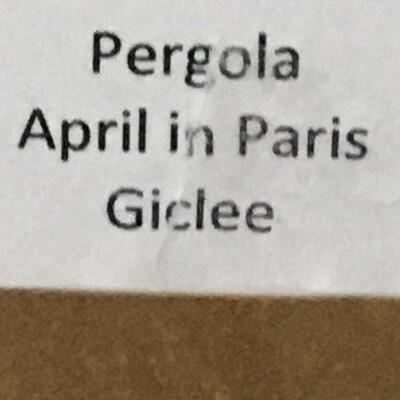 Pergola
April in Paris
Giclee